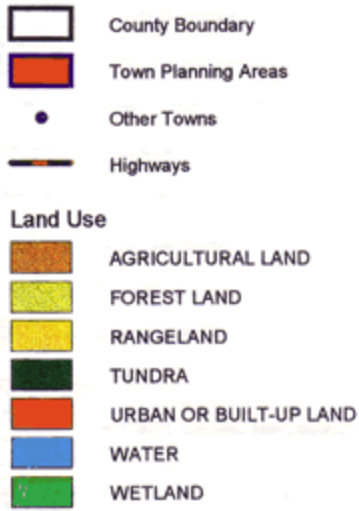 County Boundary
Town Planning Areas
Other Towns
Highways
Land Use
AGRICULTURAL LAND
FOREST LAND
RANGELAND
TUNDRA
URBAN OR BUILT-UP LAND
WATER
WETLAND